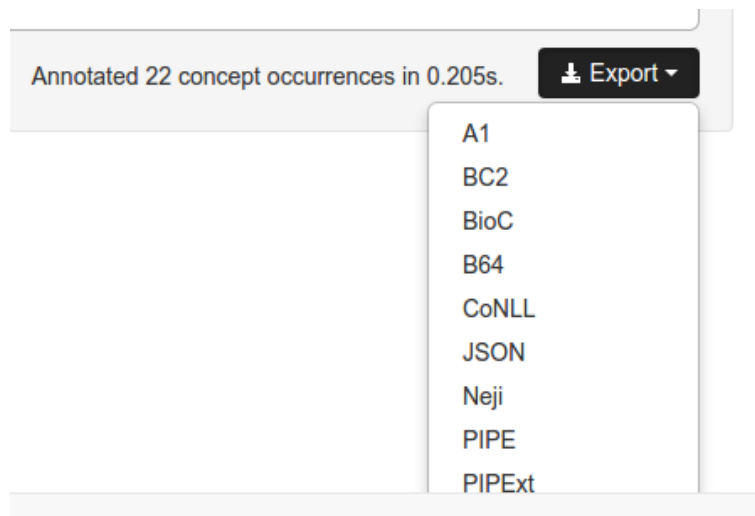 Annotated 22 concept occurrences in 0.205s.
Export
A1
BC2
BioC
B64
CoNLL
JSON
Neji
PIPE
PIPExt